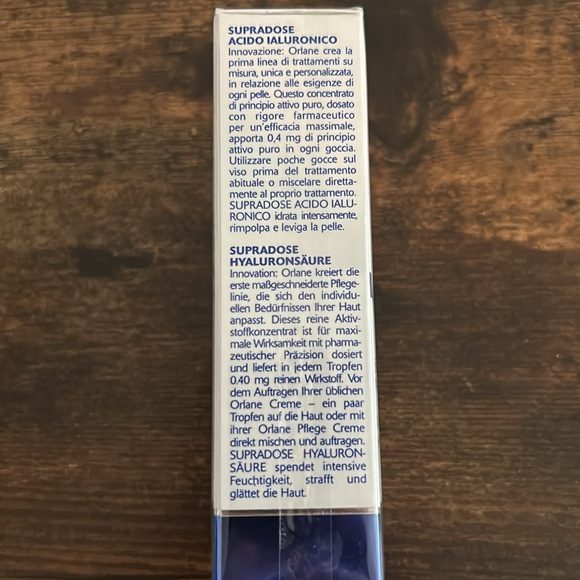 SUPRADOSE
ACIDO IALURONICO
Innovazione: Orlane crea la
prima linea di trattamenti su
misura, unica e personalizzata,
in relazione alle esigenze di
ogni pelle. Questo concentrato
di principio attivo puro, dosato
con rigore farmaceutico
per un'efficacia massimale,
apporta 0,4 mg di principio
attivo puro in ogni goccia.
Utilizzare poche gocce sul
viso prima del trattamento
abituale o miscelare diretta-
mente al proprio trattamento.
SUPRADOSE ACIDO IALU-
RONICO idrata intensamente,
rimpolpa e leviga la pelle.
SUPRADOSE
HYALURONSÄURE
Innovation: Orlane kreiert die
erste maßgeschneiderte Pflege-
linie, die sich den individu-
ellen Bedürfnissen Ihrer Haut
anpasst. Dieses reine Aktiv-
stoffkonzentrat ist für maxi-
male Wirksamkeit mit pharma-
zeutischer Präzision dosiert
und liefert in jedem Tropfen
0.40 mg reinen Wirkstoff. Vor
dem Auftragen Ihrer üblichen
Orlane Creme – ein paar
Tropfen auf die Haut oder mit
ihrer Orlane Pflege Creme
direkt mischen und auftragen.
SUPRADOSE HYALURON-
SÄURE spendet intensive
Feuchtigkeit, strafft und
glättet die Haut.